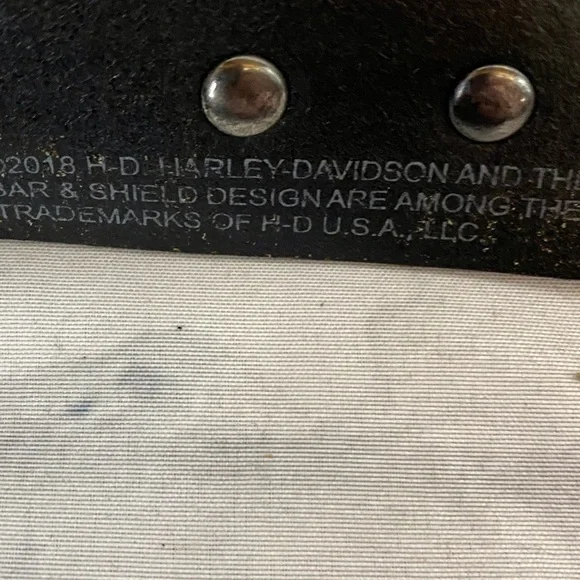 ©2018 H-D. HARLEY-DAVIDSON AND THE
BAR & SHIELD DESIGN ARE AMONG THE
TRADEMARKS OF H-D U.S.A., LLC.